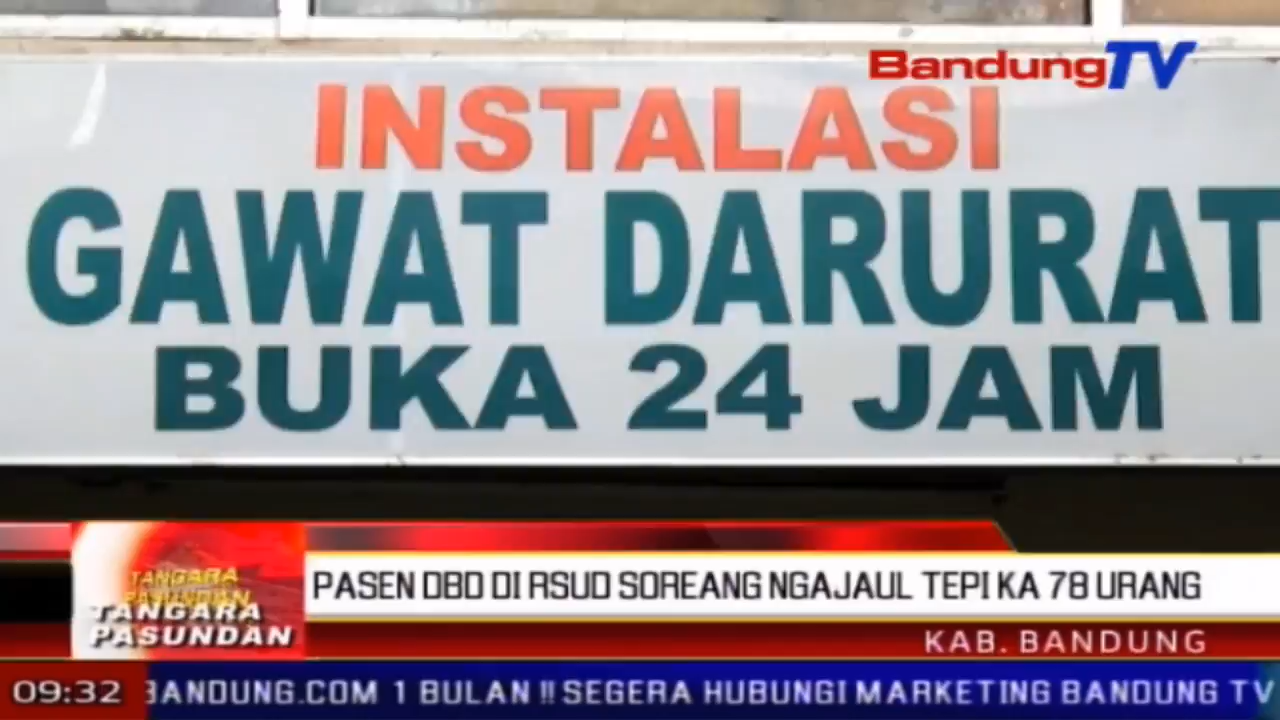 BandungTV
INSTALASI
GAWAT DARURAT
BUKA 24 JAM
TANGARA
PASUNDAN
TANGARA
PASUNDAN
PASEN DBD DI RSUD SOREANG NGAJAUL TEPI KA 78 URANG
KAB. BANDUNG
09:32 BANDUNG.COM 1 BULAN !! SEGERA HUBUNGI MARKETING BANDUNG TV